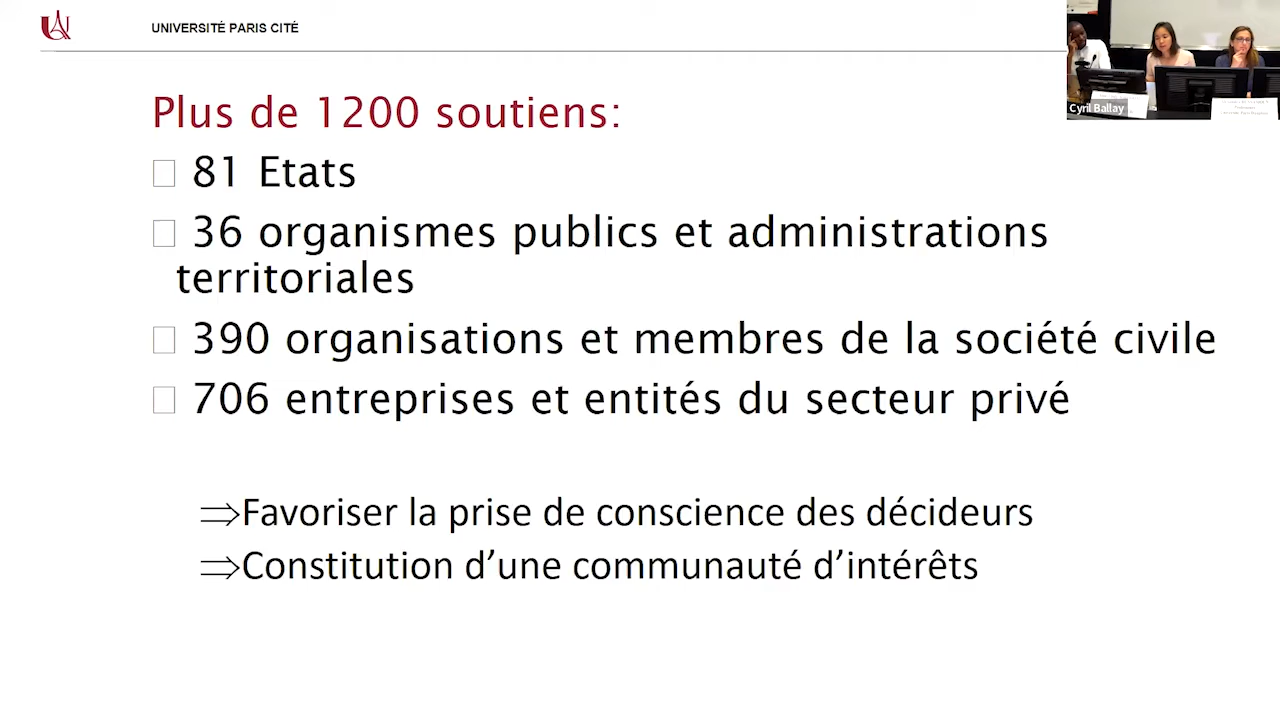 UNIVERSITÉ PARIS CITÉ
Cyril Ballay
Plus de 1200 soutiens:
81 Etats
36 organismes publics et administrations
territoriales
390 organisations et membres de la société civile
706 entreprises et entités du secteur privé
⇒Favoriser la prise de conscience des décideurs
⇒Constitution d’une communauté d’intérêts